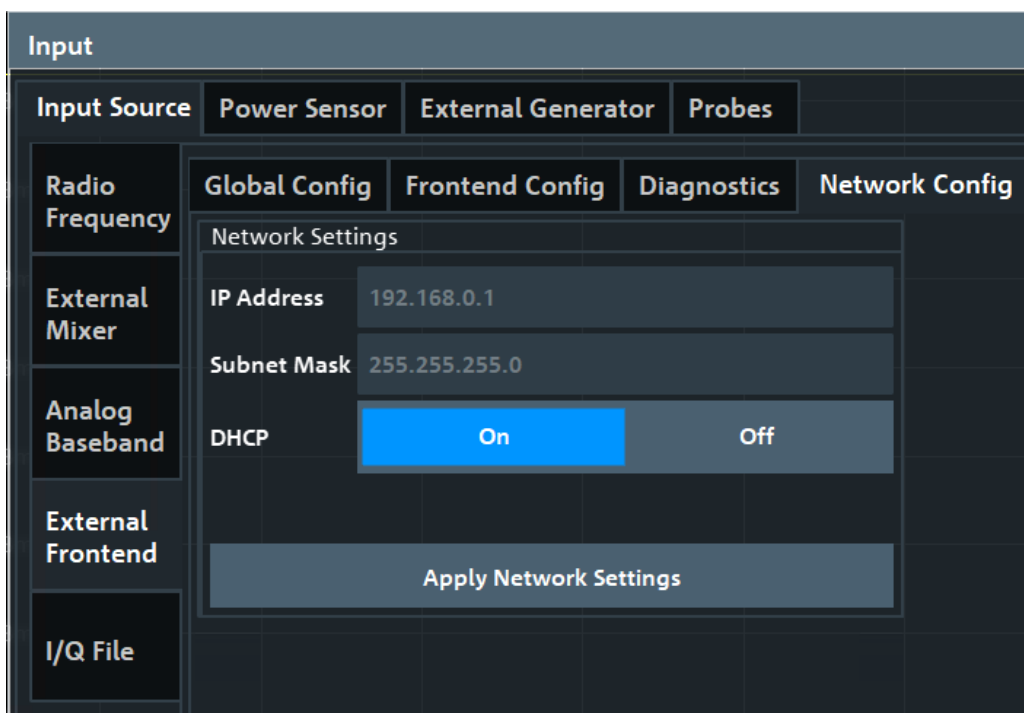 Input
Input Source Power Sensor External Generator Probes
Radio
Frequency
External
Mixer
Analog
Baseband
External
Frontend
I/Q File
Global Config Frontend Config Diagnostics Network Config
Network Settings
IP Address 192.168.0.1
Subnet Mask 255.255.255.0
DHCP On Off
Apply Network Settings